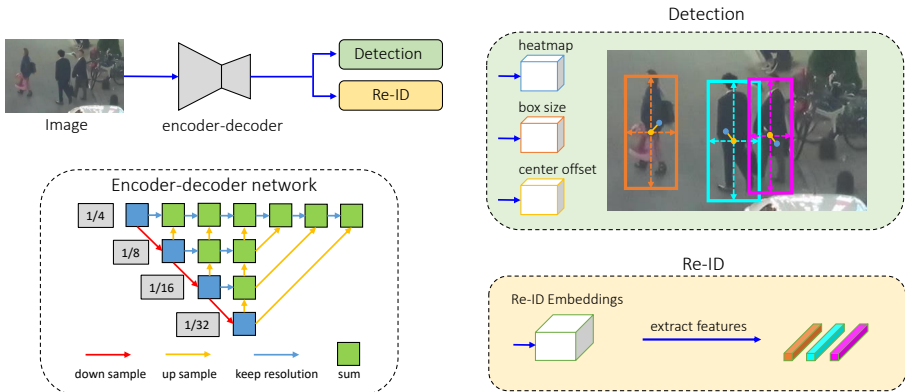 Detection
Re-ID
Image
encoder-decoder
Encoder-decoder network
1/4
1/8
1/16
1/32
down sample
up sample
keep resolution
sum
Detection
heatmap
box size
center offset
Re-ID
Re-ID Embeddings
extract features